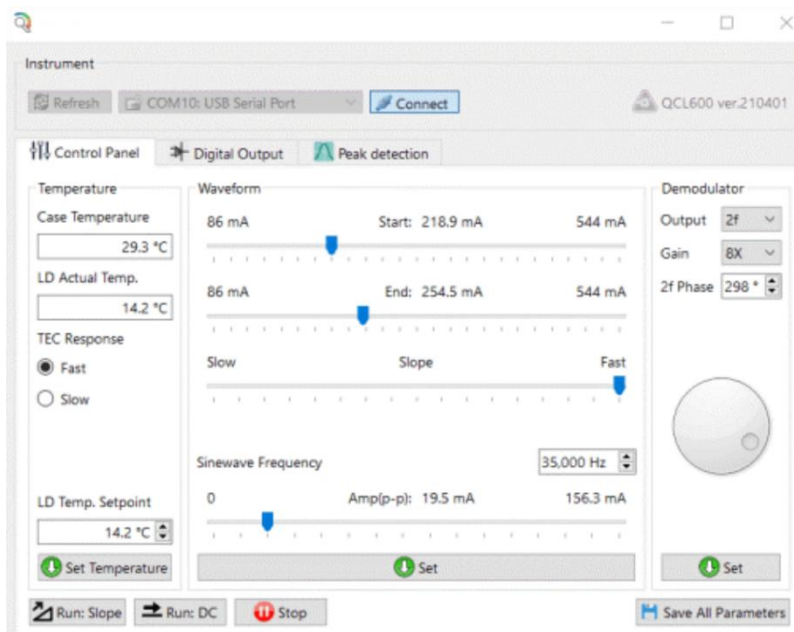 Instrument
Refresh COM10: USB Serial Port Connect QCL600 ver.210401
Control Panel Digital Output Peak detection
Temperature
Case Temperature
29.3 °C
LD Actual Temp.
14.2 °C
TEC Response
Fast
Slow
LD Temp. Setpoint
14.2 °C
Set Temperature
Waveform
86 mA Start: 218.9 mA 544 mA
86 mA End: 254.5 mA 544 mA
Slow Slope Fast
Sinewave Frequency 35,000 Hz
0 Amp(p-p): 19.5 mA 156.3 mA
Set
Demodulator
Output 2f
Gain 8X
2f Phase 298 °
Set
Run: Slope Run: DC Stop Save All Parameters